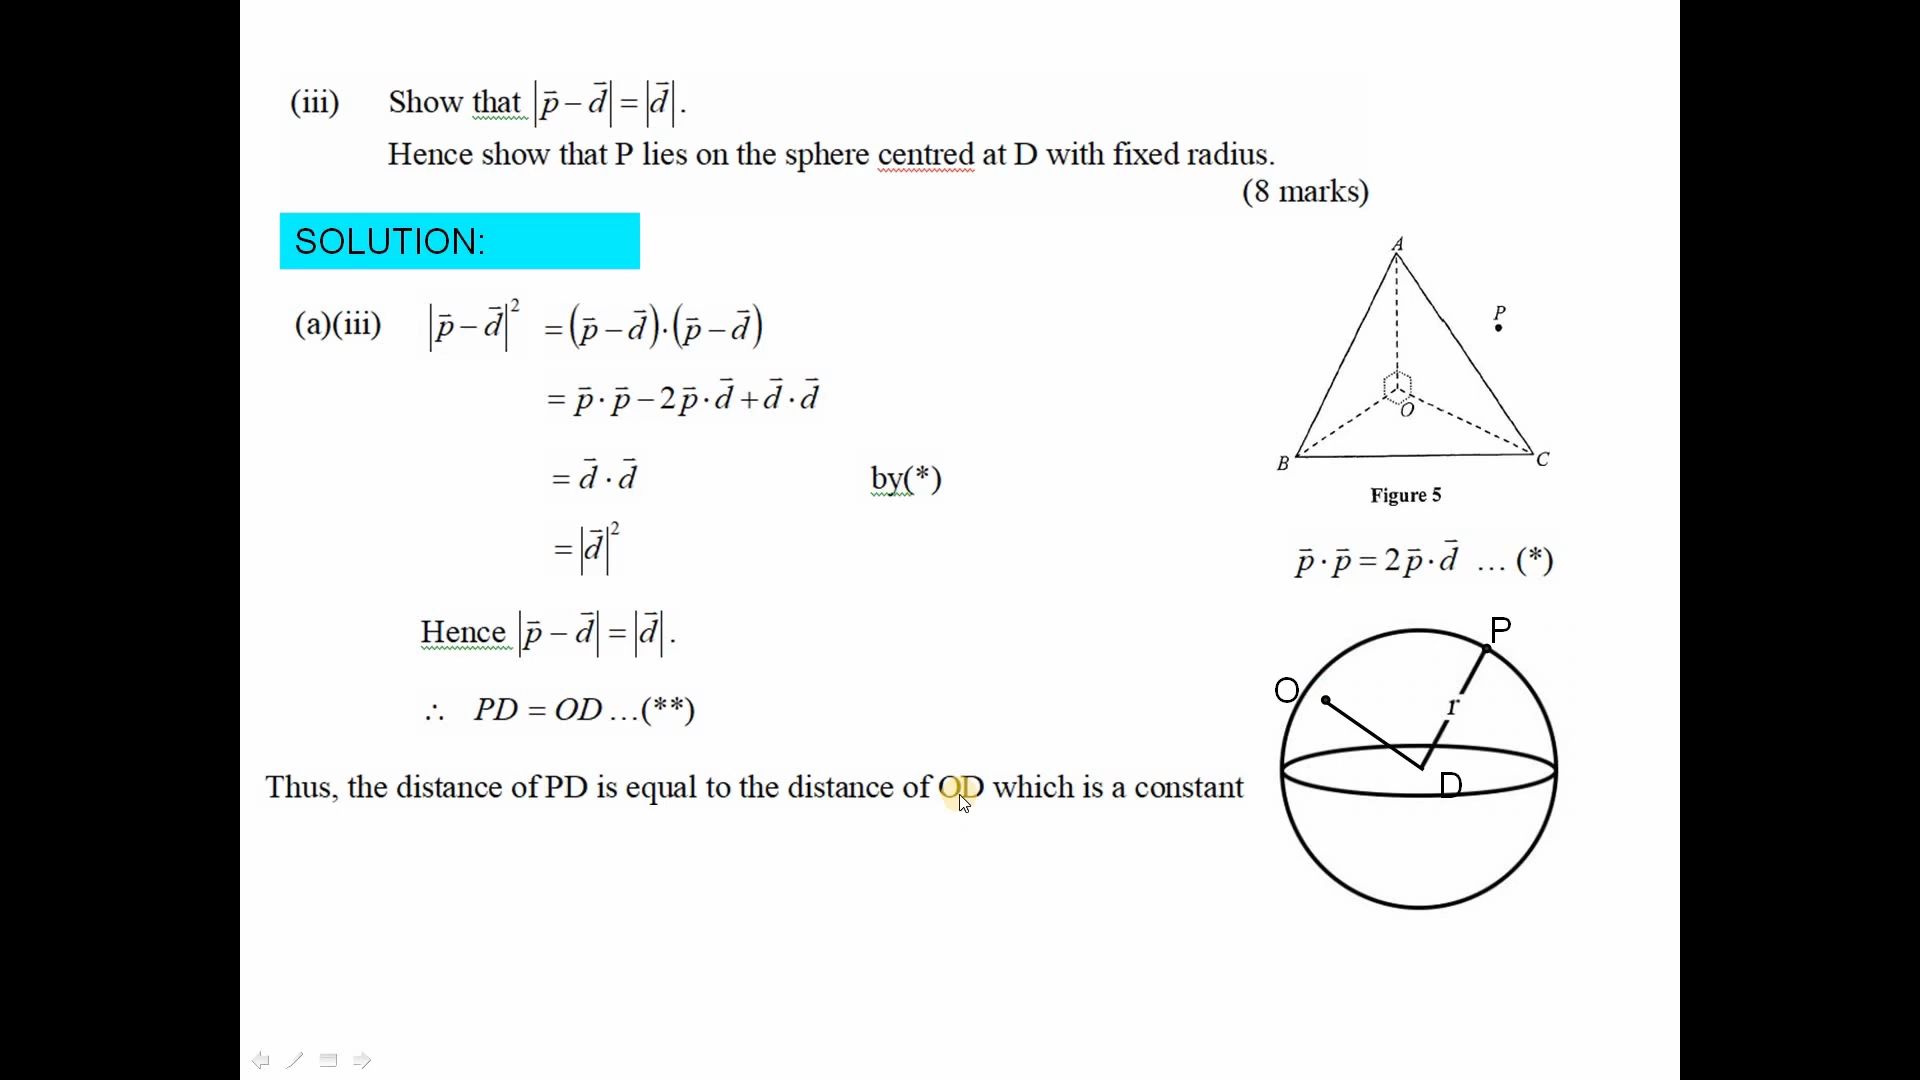 (iii) Show that |p̄ − d̄| = |d̄|.
Hence show that P lies on the sphere centred at D with fixed radius.
(8 marks)
SOLUTION:
(a)(iii) |p̄ − d̄|² = (p̄ − d̄)·(p̄ − d̄)
= p̄·p̄ − 2p̄·d̄ + d̄·d̄
= d̄·d̄ by(*)
= |d̄|²
Hence |p̄ − d̄| = |d̄|.
∴ PD = OD …(**)
Thus, the distance of PD is equal to the distance of OD which is a constant
A
P
O
B
C
Figure 5
p̄·p̄ = 2p̄·d̄ … (*)
P
O
r
D